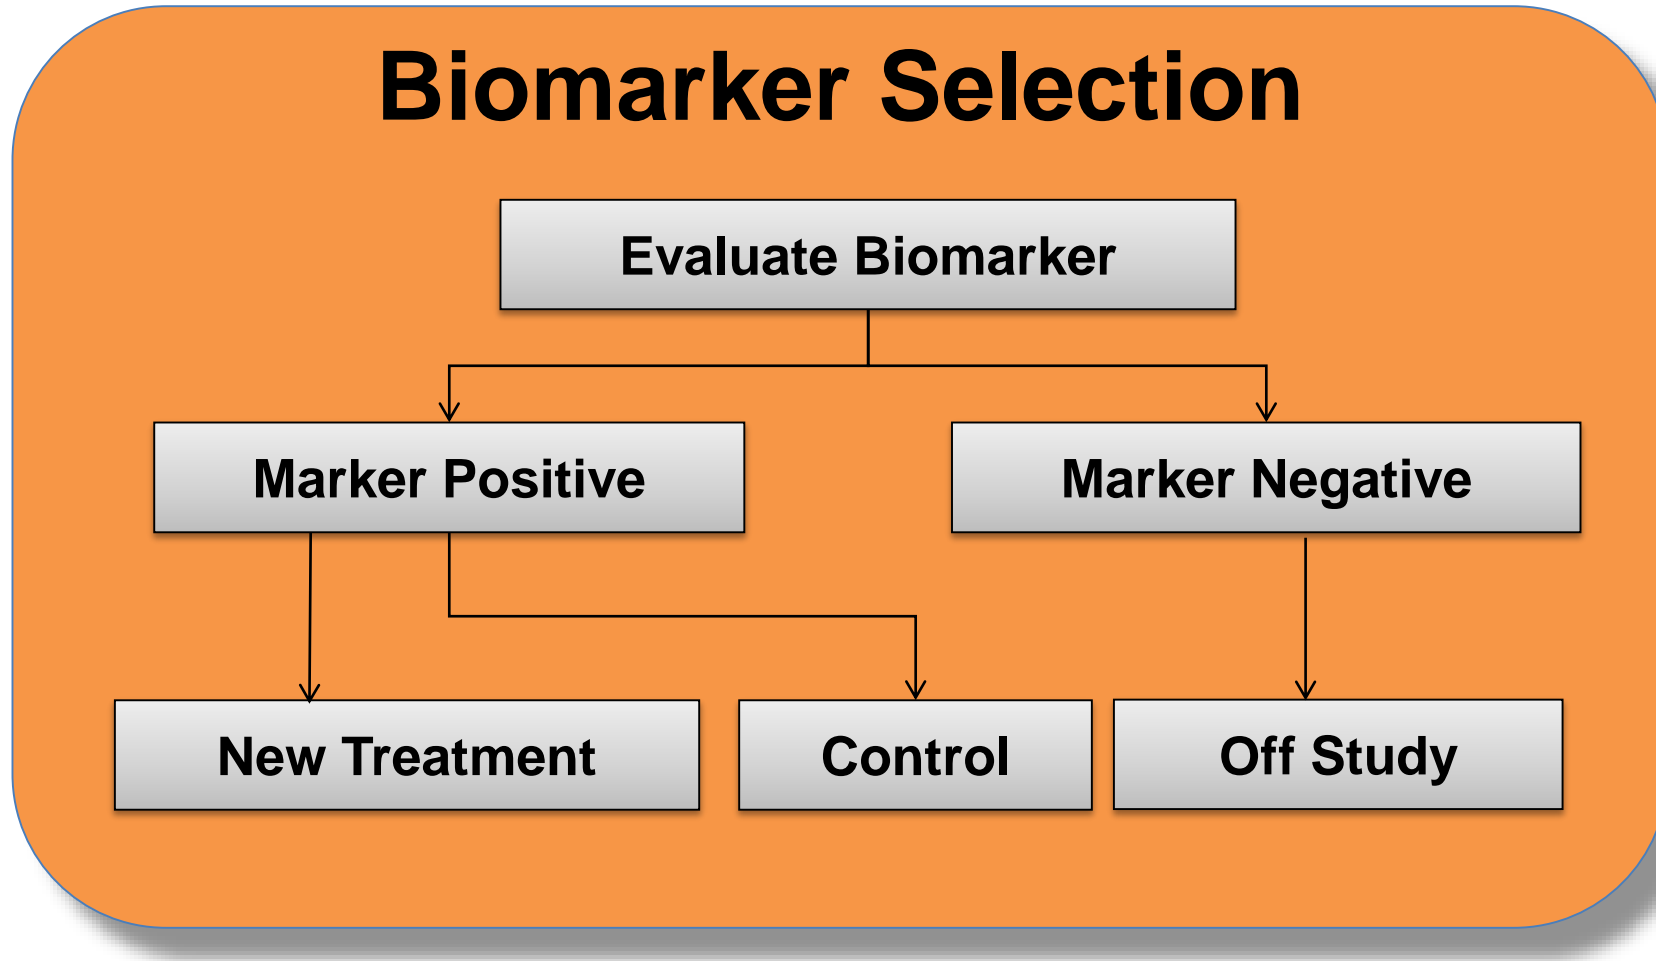 Biomarker Selection
Evaluate Biomarker
Marker Positive
Marker Negative
New Treatment
Control
Off Study